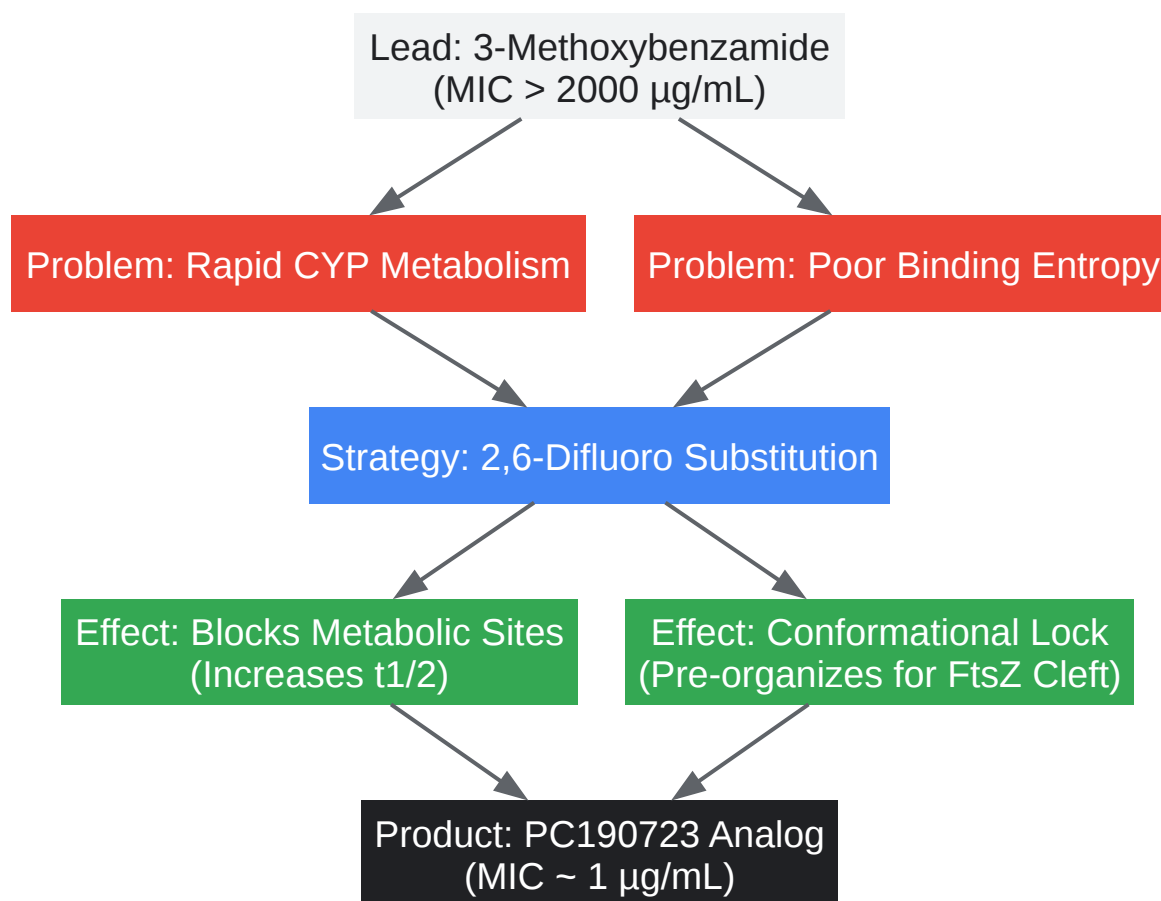 Lead: 3-Methoxybenzamide
(MIC > 2000 µg/mL)
Problem: Rapid CYP Metabolism
Problem: Poor Binding Entropy
Strategy: 2,6-Difluoro Substitution
Effect: Blocks Metabolic Sites
(Increases t1/2)
Effect: Conformational Lock
(Pre-organizes for FtsZ Cleft)
Product: PC190723 Analog
(MIC ~ 1 µg/mL)